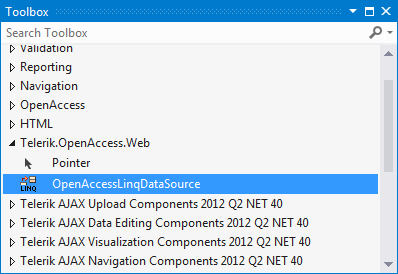 Toolbox
Search Toolbox
Validation
Reporting
Navigation
OpenAccess
HTML
Telerik.OpenAccess.Web
Pointer
LINQ OpenAccessLinqDataSource
Telerik AJAX Upload Components 2012 Q2 NET 40
Telerik AJAX Data Editing Components 2012 Q2 NET 40
Telerik AJAX Visualization Components 2012 Q2 NET 40
Telerik AJAX Navigation Components 2012 Q2 NET 40